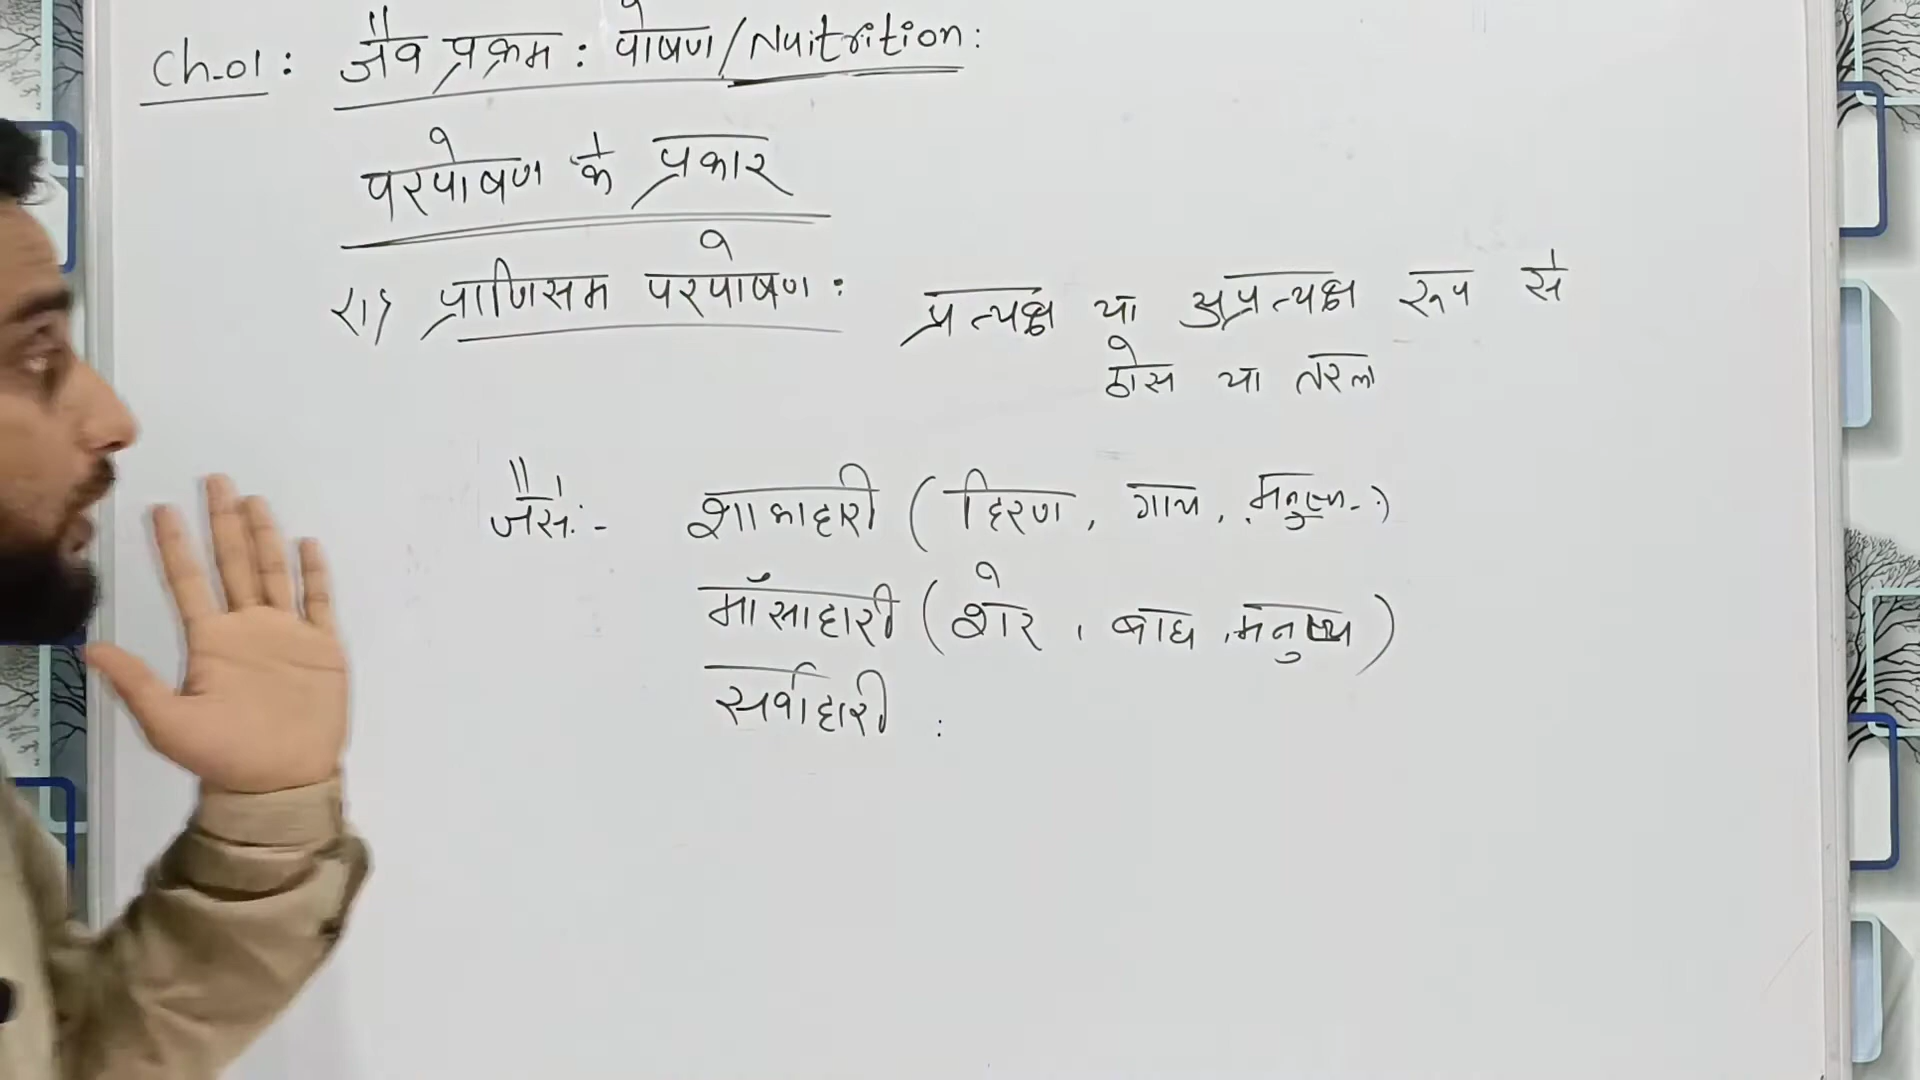 Ch-01: जैव प्रक्रम : पोषण/Nuitrition:
परपोषण के प्रकार
(1) प्राणिसम परपोषण : प्रत्यक्ष या अप्रत्यक्ष रूप से
ठोस या तरल
जैसे:- शाकाहारी (हिरण, गाय, मनुष्य-:)
माँसाहारी (शेर, बाघ, मनुष्य)
सर्वाहारी :